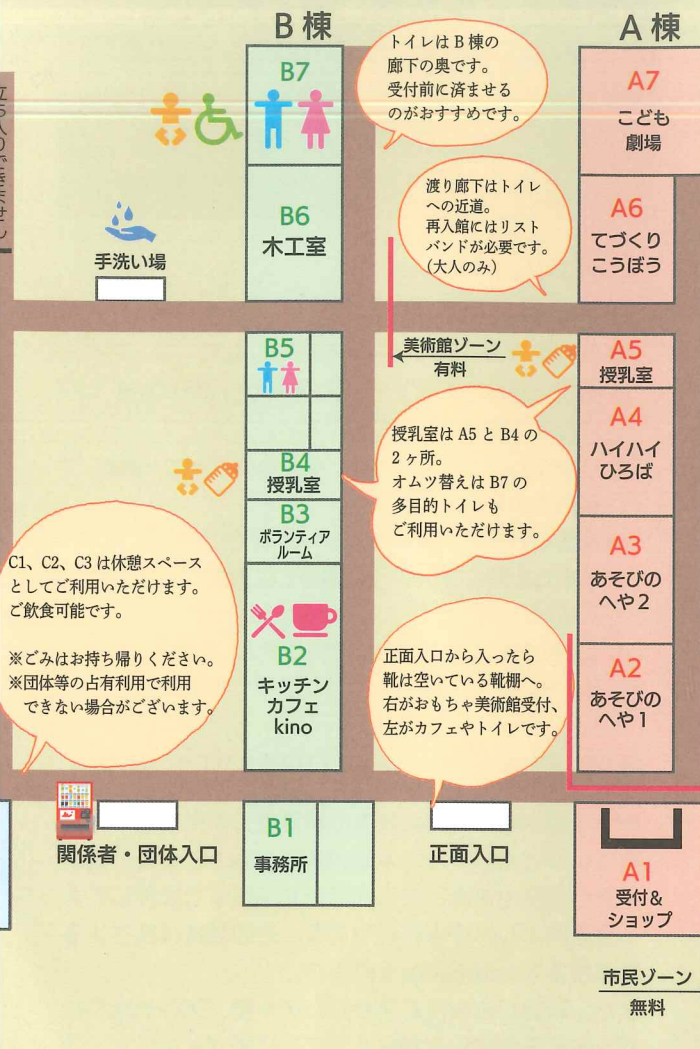 B棟
A棟
立ち入りできません
B7
トイレはB棟の
廊下の奥です。
受付前に済ませる
のがおすすめです。
A7
こども
劇場
B6
木工室
手洗い場
渡り廊下はトイレ
への近道。
再入館にはリスト
バンドが必要です。
(大人のみ)
A6
てづくり
こうぼう
B5
美術館ゾーン
有料
A5
授乳室
B4
授乳室
授乳室はA5とB4の
2ヶ所。
オムツ替えはB7の
多目的トイレも
ご利用いただけます。
A4
ハイハイ
ひろば
B3
ボランティア
ルーム
A3
あそびの
へや2
C1、C2、C3は休憩スペース
としてご利用いただけます。
ご飲食可能です。
※ごみはお持ち帰りください。
※団体等の占有利用で利用
できない場合がございます。
B2
キッチン
カフェ
kino
正面入口から入ったら
靴は空いている靴棚へ。
右がおもちゃ美術館受付、
左がカフェやトイレです。
A2
あそびの
へや1
関係者・団体入口
B1
事務所
正面入口
A1
受付&
ショップ
市民ゾーン
無料